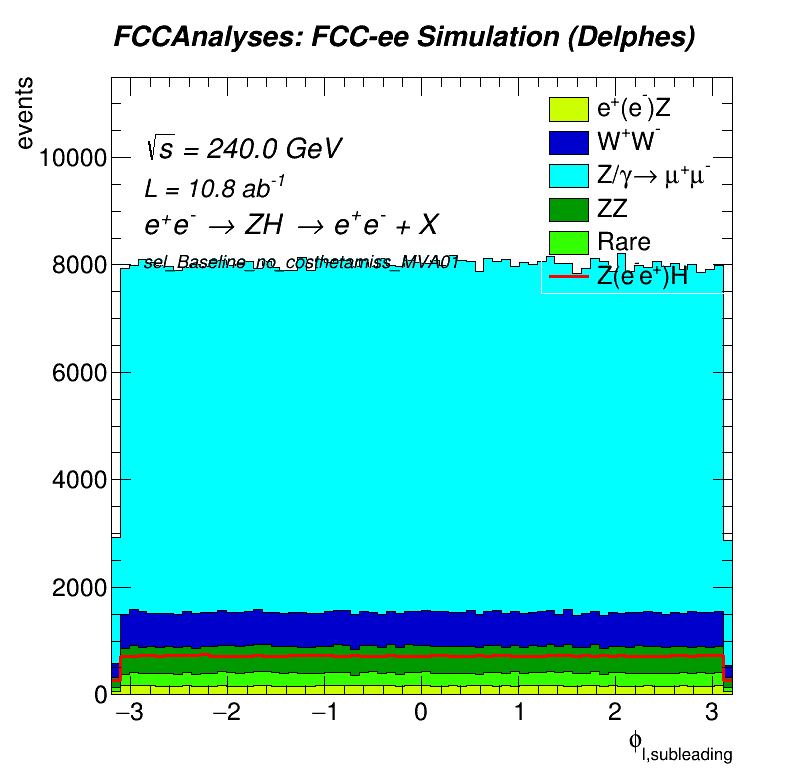 FCCAnalyses: FCC-ee Simulation (Delphes)
events
√s = 240.0 GeV
L = 10.8 ab⁻¹
e⁺e⁻ → ZH → e⁺e⁻ + X
sel_Baseline_no_costhetamiss_MVA01
e⁺(e⁻)Z
W⁺W⁻
Z/γ→ μ⁺μ⁻
ZZ
Rare
Z(e⁻e⁺)H
10000
8000
6000
4000
2000
0
−3 −2 −1 0 1 2 3
ϕl,subleading